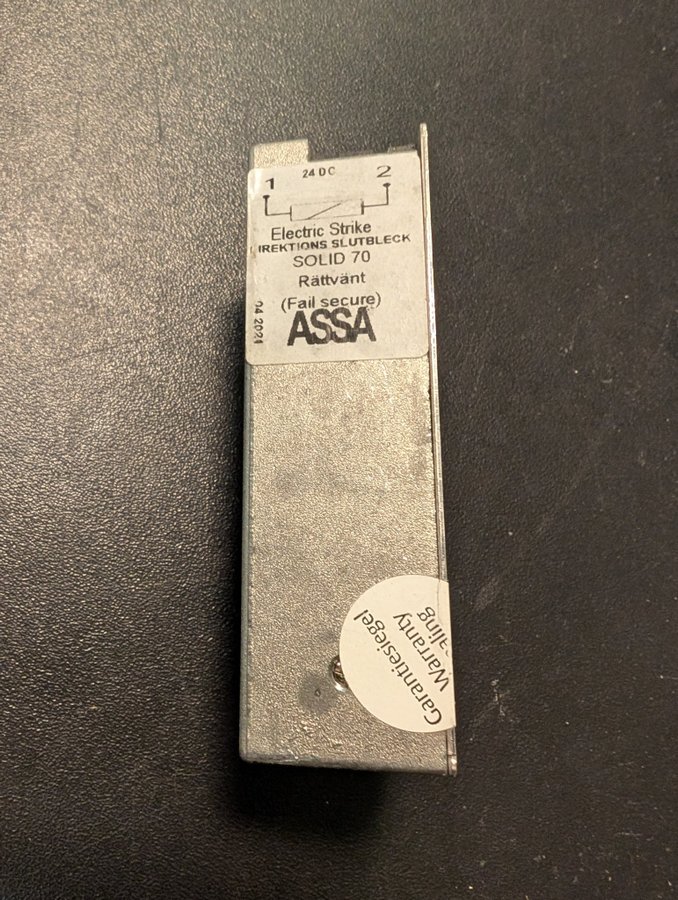 24 DC
1 2
Electric Strike
IREKTIONS SLUTBLECK
SOLID 70
Rättvänt
(Fail secure)
ASSA
04 2021
Garantiesiegel
Warranty